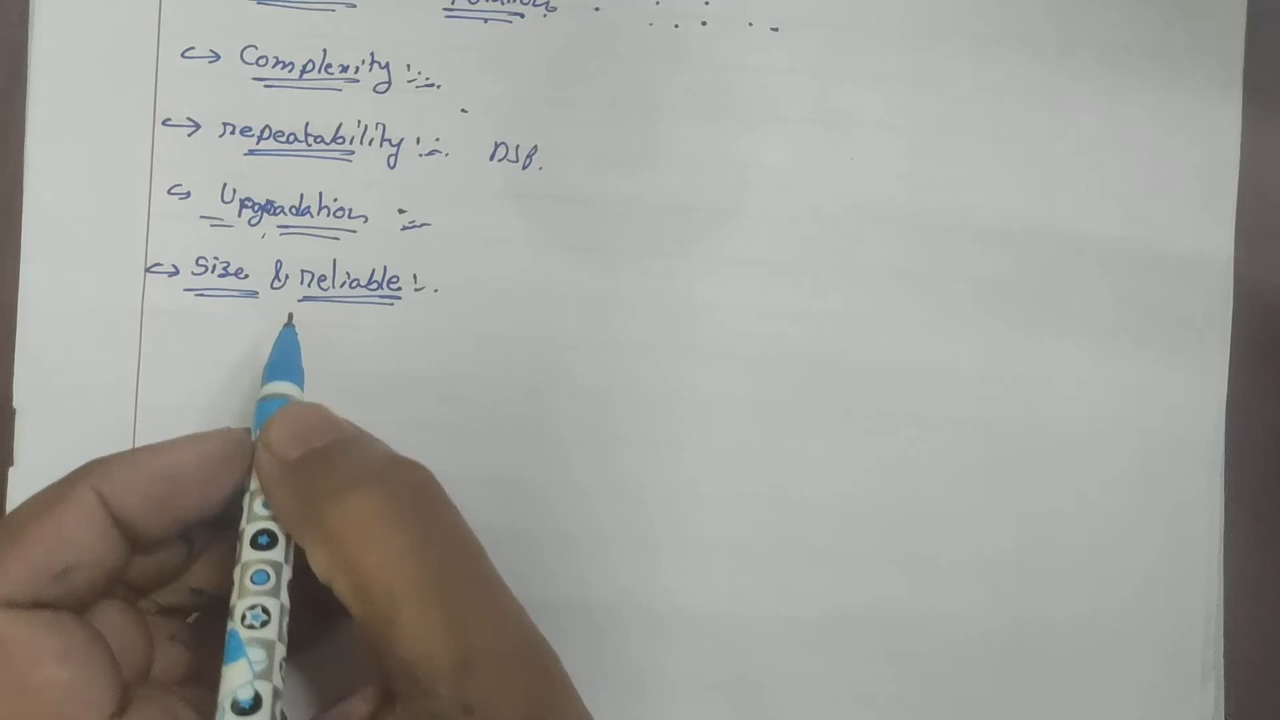 ↪ Complexity :-
↪ repeatability :- DSP.
↪ Upgradation :-
↪ Size & reliable :-